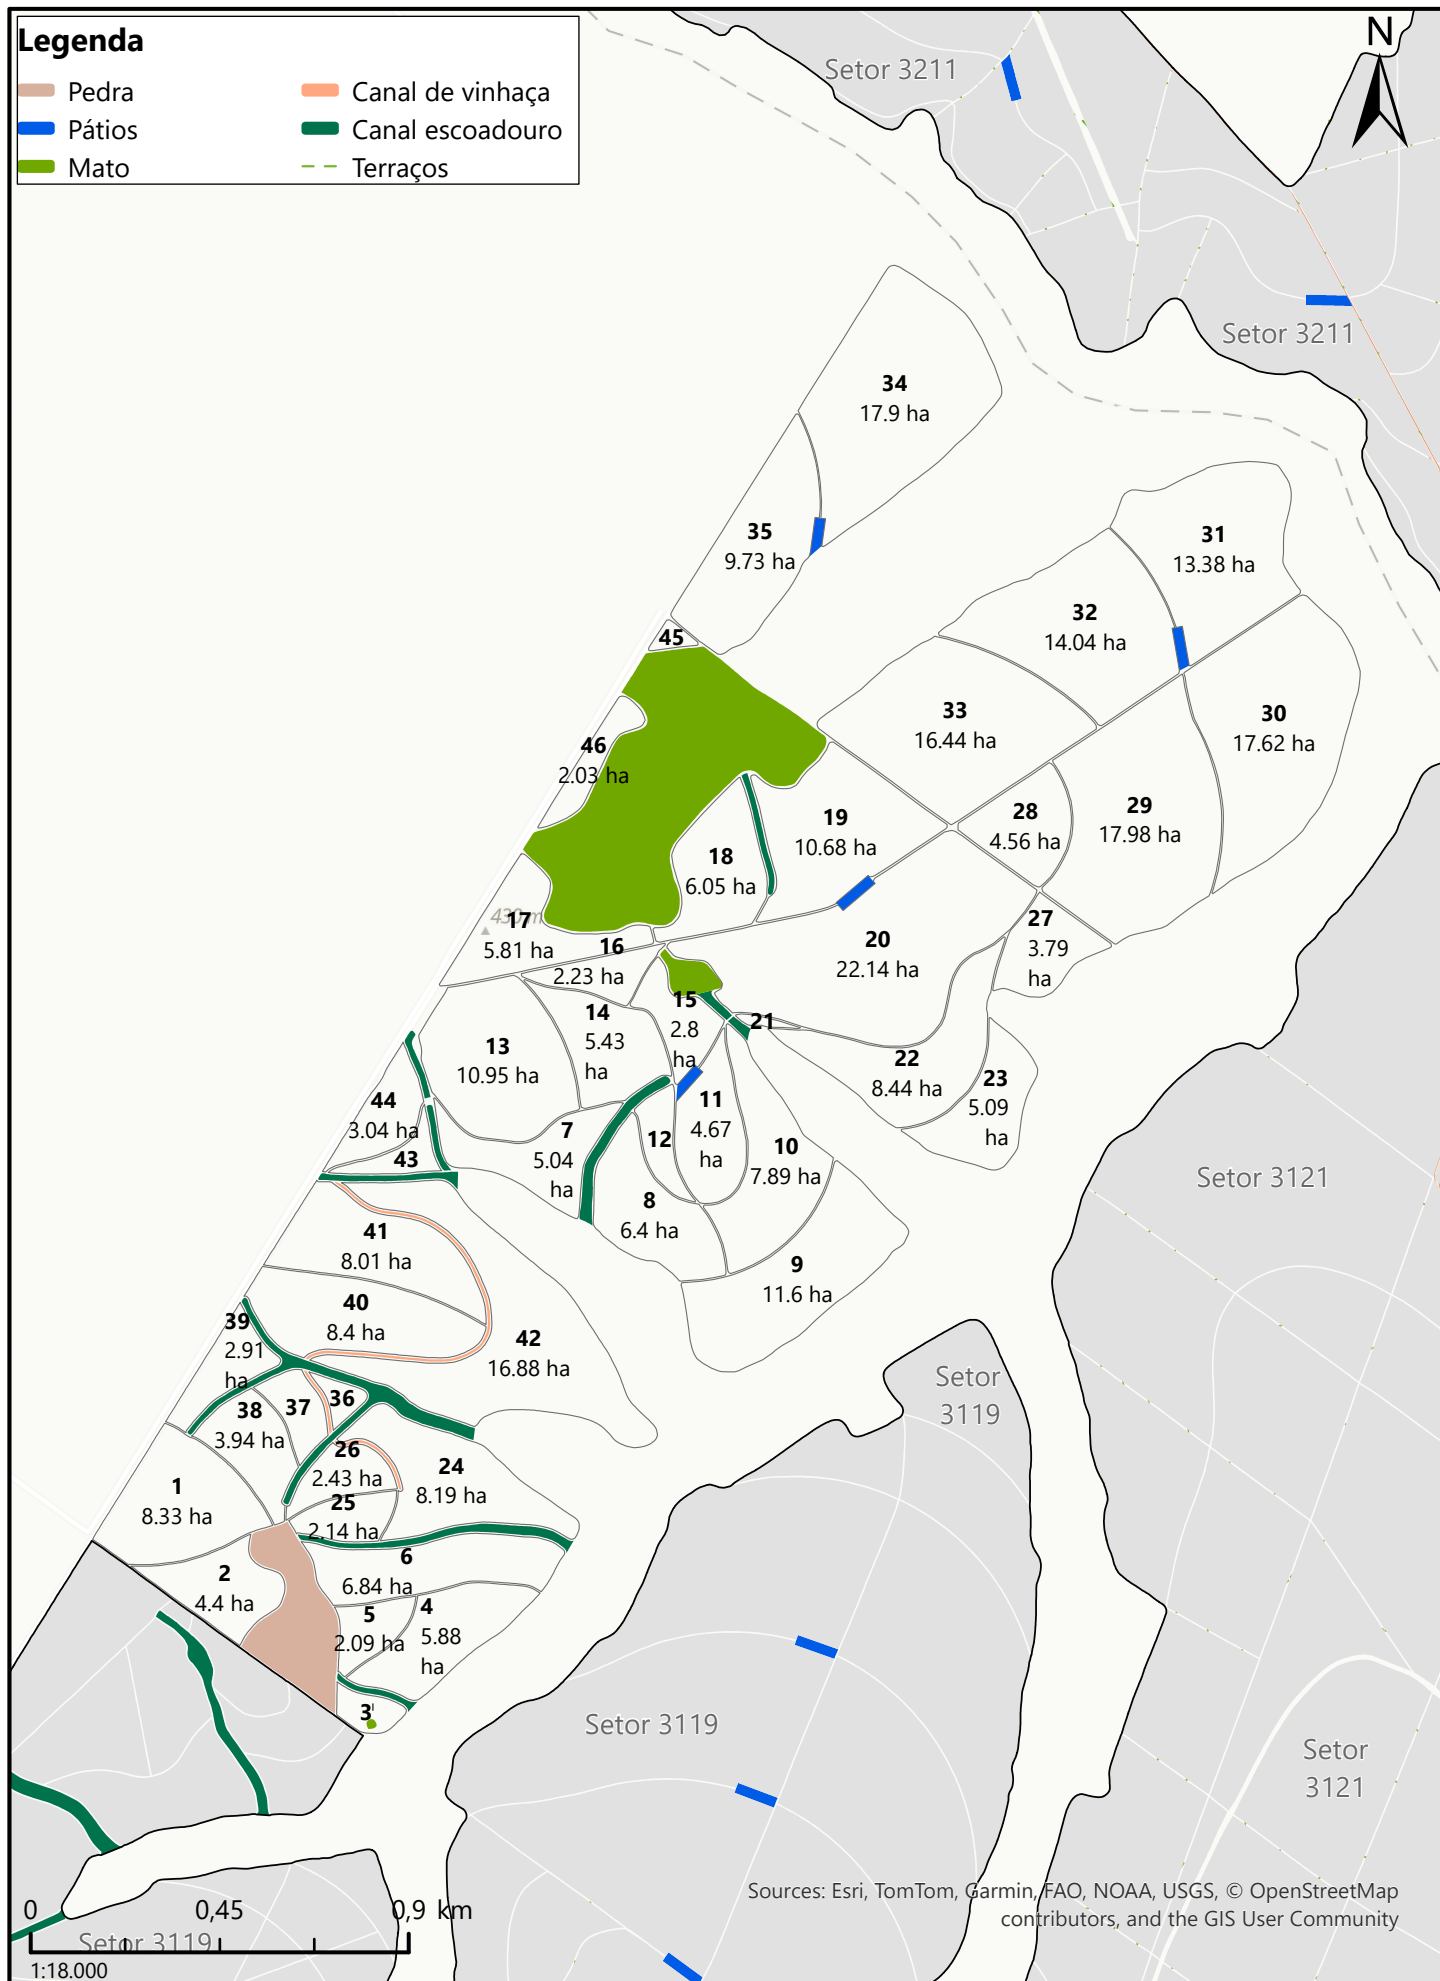 Legenda
Pedra
Canal de vinhaça
Pátios
Canal escoadouro
Mato
Terraços
N
Setor 3211
Setor 3211
34
17.9 ha
35
9.73 ha
31
13.38 ha
32
14.04 ha
45
33
16.44 ha
30
17.62 ha
46
2.03 ha
19
10.68 ha
28
4.56 ha
29
17.98 ha
18
6.05 ha
430 m
17
5.81 ha
16
2.23 ha
20
22.14 ha
27
3.79
ha
15
2.8
ha
14
5.43
ha
21
13
10.95 ha
22
8.44 ha
23
5.09
ha
44
3.04 ha
11
4.67
ha
7
5.04
ha
12
10
7.89 ha
43
8
6.4 ha
Setor 3121
41
8.01 ha
9
11.6 ha
40
8.4 ha
39
2.91
ha
42
16.88 ha
Setor
3119
36
37
38
3.94 ha
26
2.43 ha
24
8.19 ha
1
8.33 ha
25
2.14 ha
6
6.84 ha
2
4.4 ha
5
2.09 ha
4
5.88
ha
3
Setor 3119
Setor
3121
Sources: Esri, TomTom, Garmin, FAO, NOAA, USGS, © OpenStreetMap
contributors, and the GIS User Community
0 0,45 0,9 km
Setor 3119
1:18.000